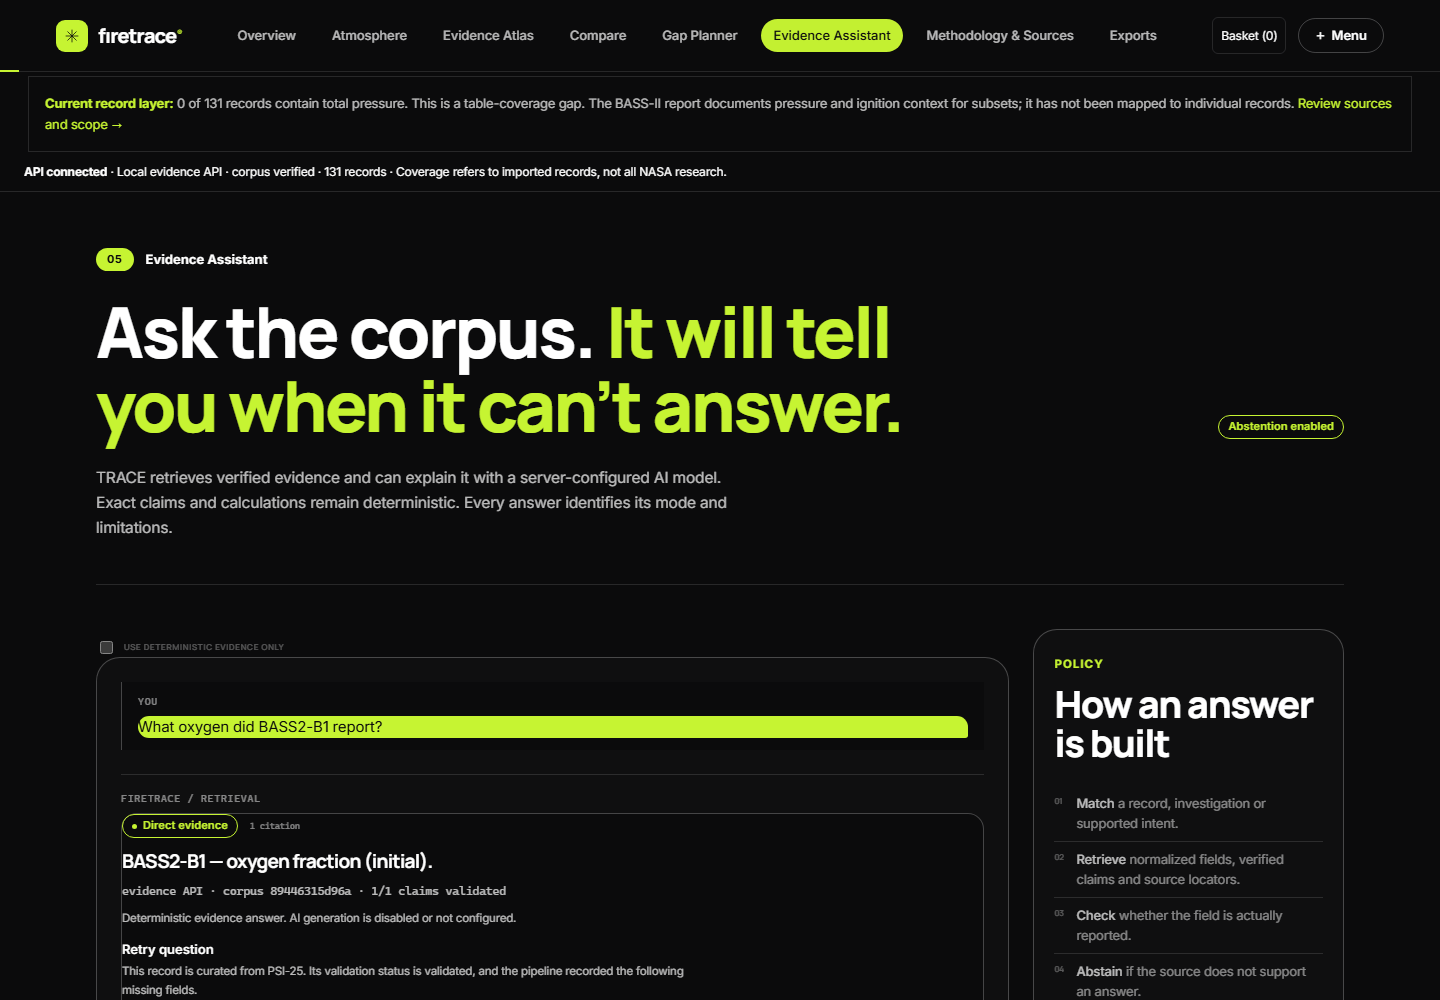 firetrace
Overview
Atmosphere
Evidence Atlas
Compare
Gap Planner
Evidence Assistant
Methodology & Sources
Exports
Basket (0)
+ Menu
Current record layer: 0 of 131 records contain total pressure. This is a table-coverage gap. The BASS-II report documents pressure and ignition context for subsets; it has not been mapped to individual records. Review sources
and scope →
API connected · Local evidence API · corpus verified · 131 records · Coverage refers to imported records, not all NASA research.
05 Evidence Assistant
Ask the corpus. It will tell
you when it can’t answer.
Abstention enabled
TRACE retrieves verified evidence and can explain it with a server-configured AI model.
Exact claims and calculations remain deterministic. Every answer identifies its mode and
limitations.
USE DETERMINISTIC EVIDENCE ONLY
YOU
What oxygen did BASS2-B1 report?
FIRETRACE / RETRIEVAL
Direct evidence 1 citation
BASS2-B1 — oxygen fraction (initial).
evidence API · corpus 89446315d96a · 1/1 claims validated
Deterministic evidence answer. AI generation is disabled or not configured.
Retry question
This record is curated from PSI-25. Its validation status is validated, and the pipeline recorded the following
missing fields.
POLICY
How an answer
is built
01 Match a record, investigation or
supported intent.
02 Retrieve normalized fields, verified
claims and source locators.
03 Check whether the field is actually
reported.
04 Abstain if the source does not support
an answer.